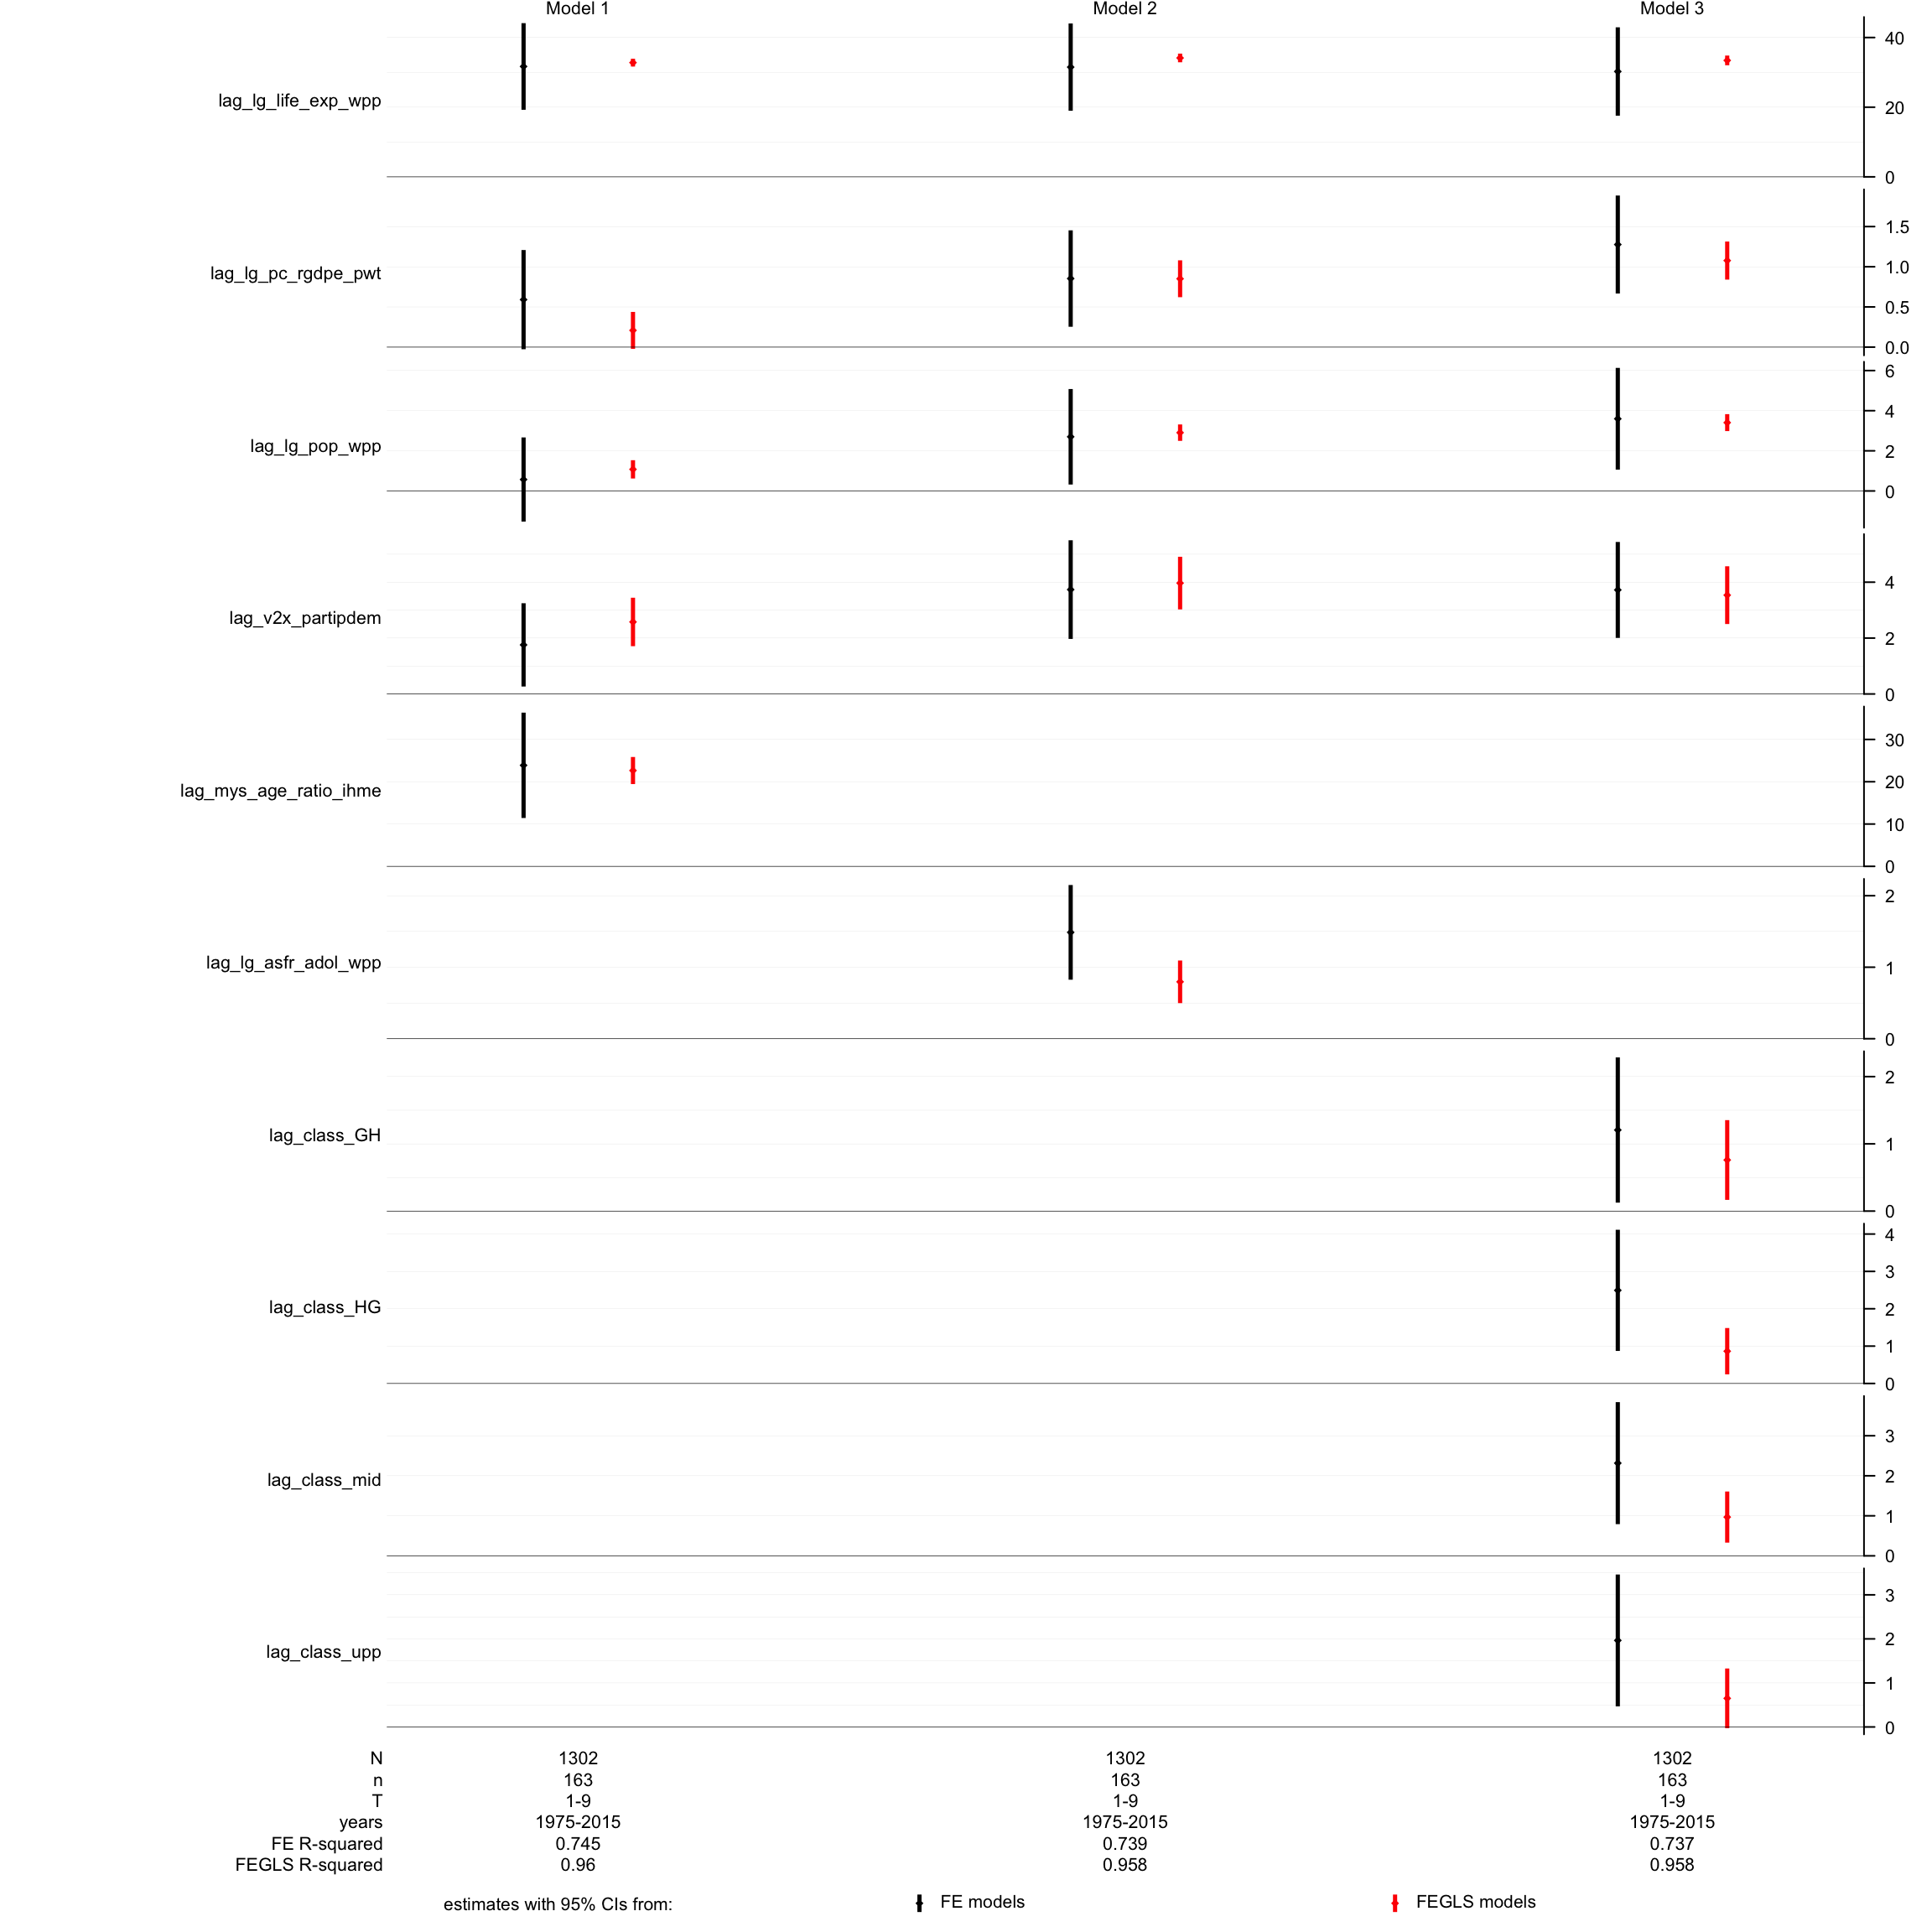 Model 1 Model 2 Model 3
40
lag_lg_life_exp_wpp
20
0
1.5
lag_lg_pc_rgdpe_pwt
1.0
0.5
0.0
6
4
lag_lg_pop_wpp
2
0
4
lag_v2x_partipdem
2
0
30
20
lag_mys_age_ratio_ihme
10
0
2
lag_lg_asfr_adol_wpp
1
0
2
lag_class_GH
1
0
4
3
lag_class_HG
2
1
0
3
lag_class_mid
2
1
0
3
2
lag_class_upp
1
0
N 1302 1302 1302
n 163 163 163
T 1-9 1-9 1-9
years 1975-2015 1975-2015 1975-2015
FE R-squared 0.745 0.739 0.737
FEGLS R-squared 0.96 0.958 0.958
estimates with 95% CIs from: FE models FEGLS models